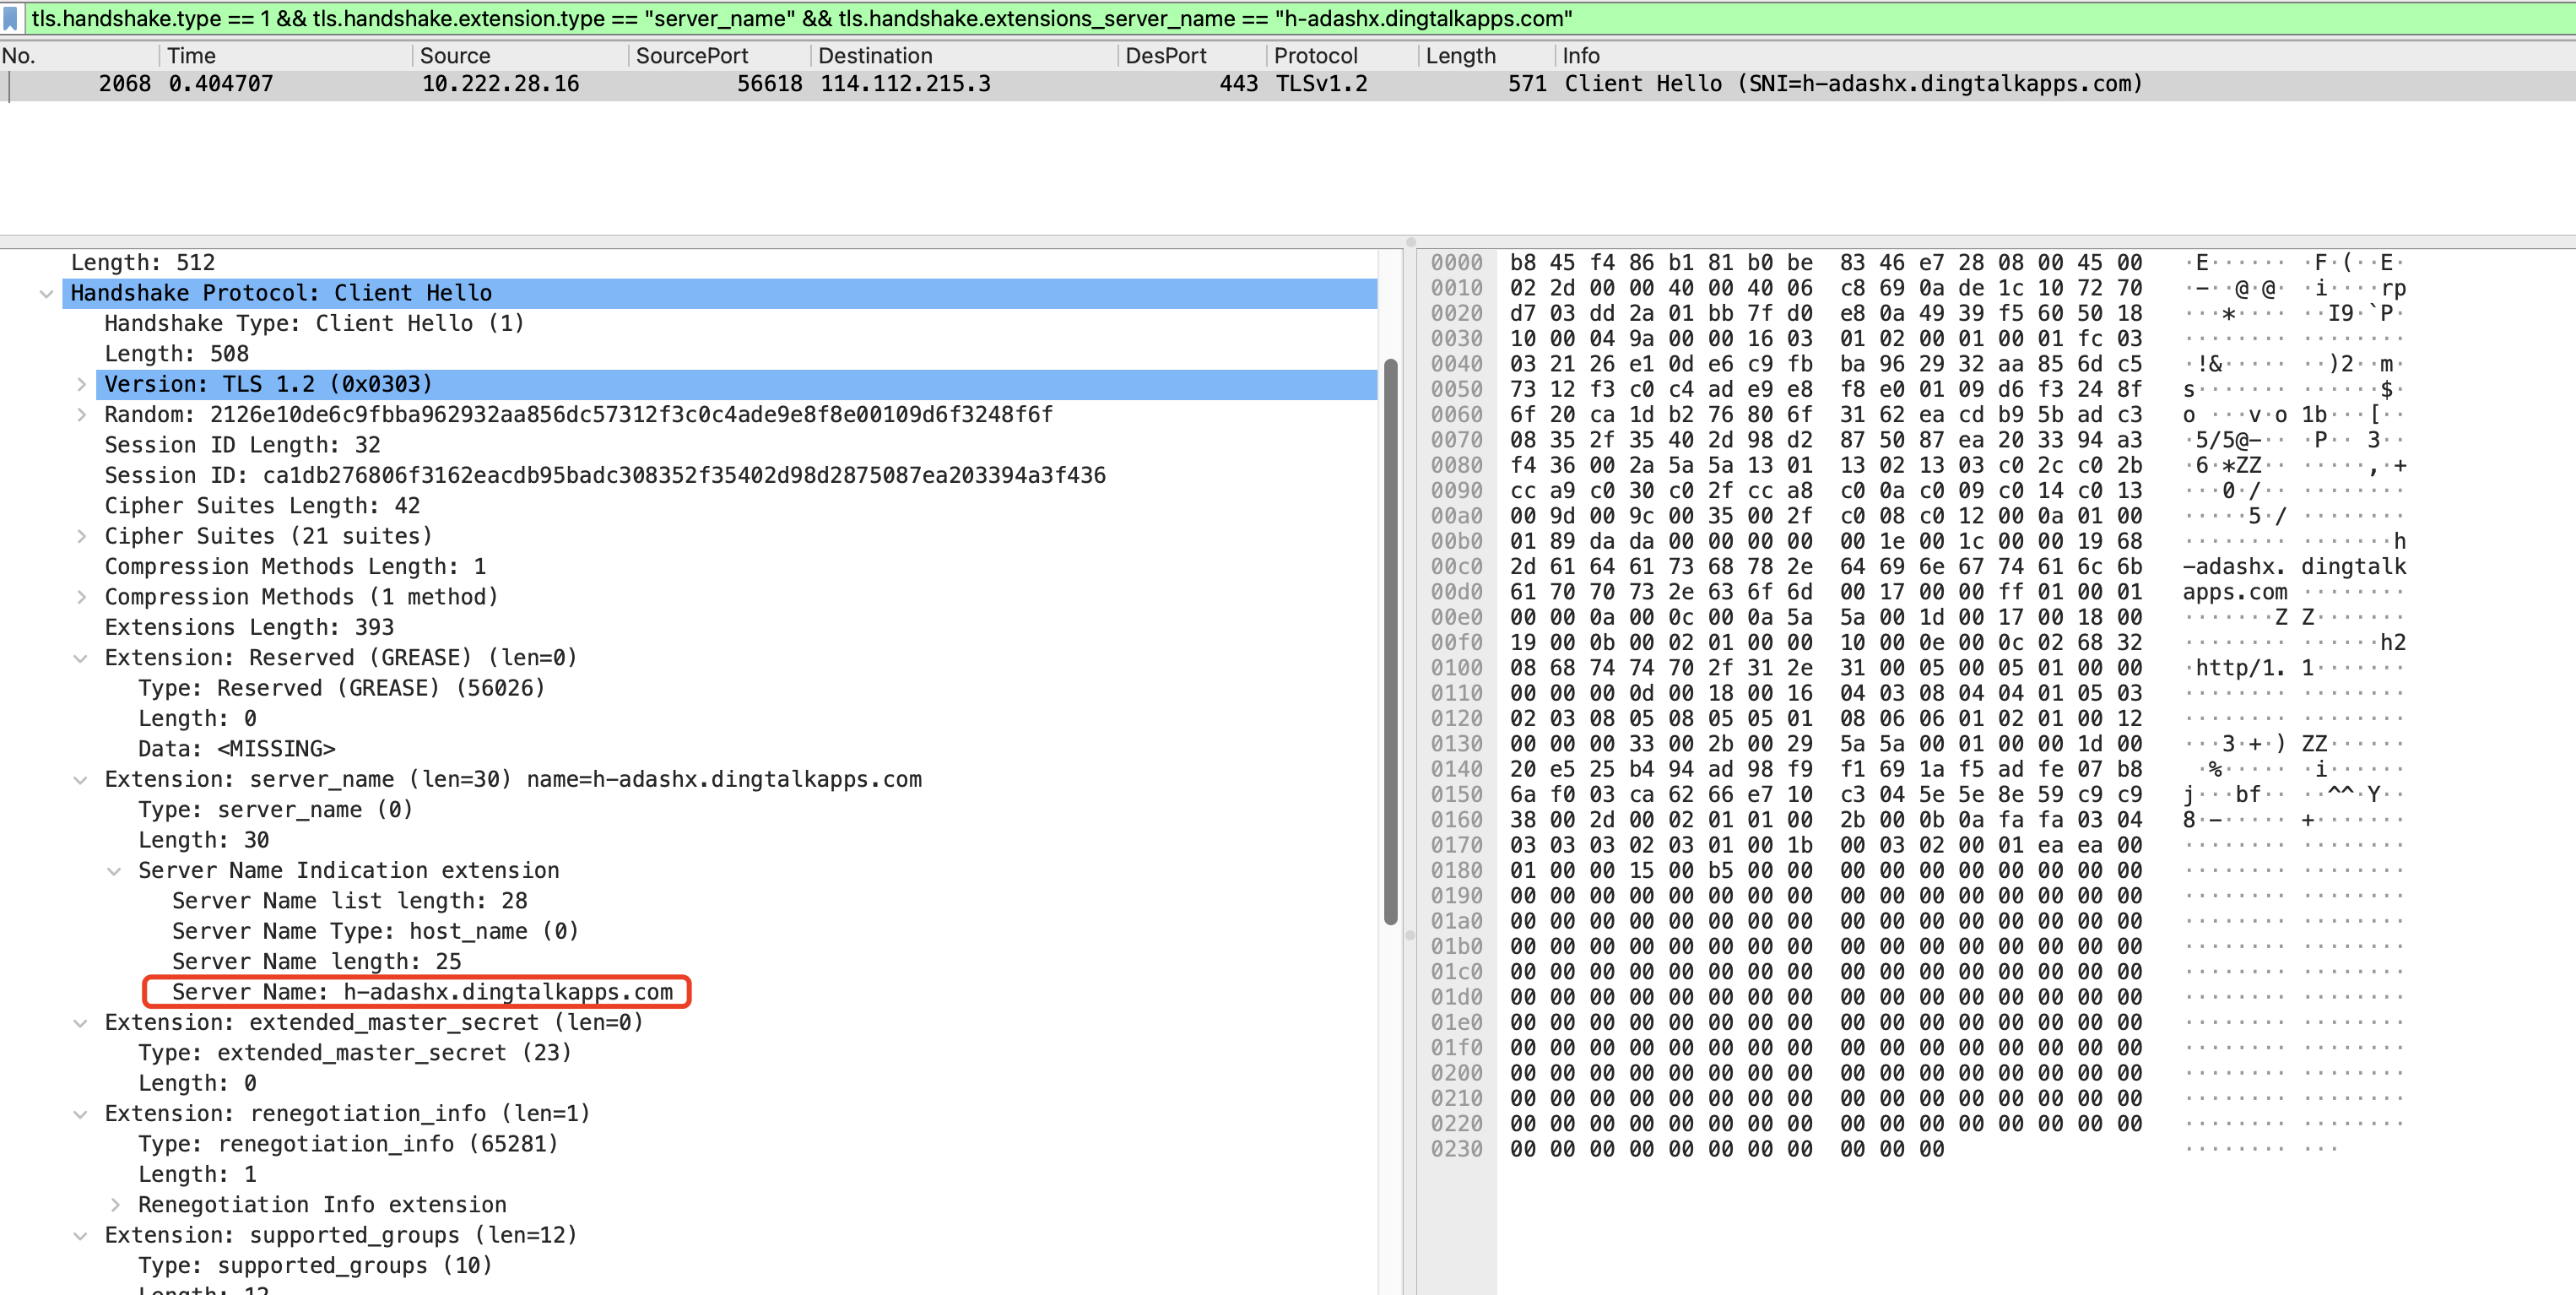 tls.handshake.type == 1 && tls.handshake.extension.type == "server_name" && tls.handshake.extensions_server_name == "h-adashx.dingtalkapps.com"
No. Time Source SourcePort Destination DesPort Protocol Length Info
2068 0.404707 10.222.28.16 56618 114.112.215.3 443 TLSv1.2 571 Client Hello (SNI=h-adashx.dingtalkapps.com)
Length: 512
Handshake Protocol: Client Hello
Handshake Type: Client Hello (1)
Length: 508
Version: TLS 1.2 (0x0303)
Random: 2126e10de6c9fbba962932aa856dc57312f3c0c4ade9e8f8e00109d6f3248f6f
Session ID Length: 32
Session ID: ca1db276806f3162eacdb95badc308352f35402d98d2875087ea203394a3f436
Cipher Suites Length: 42
Cipher Suites (21 suites)
Compression Methods Length: 1
Compression Methods (1 method)
Extensions Length: 393
Extension: Reserved (GREASE) (len=0)
Type: Reserved (GREASE) (56026)
Length: 0
Data: <MISSING>
Extension: server_name (len=30) name=h-adashx.dingtalkapps.com
Type: server_name (0)
Length: 30
Server Name Indication extension
Server Name list length: 28
Server Name Type: host_name (0)
Server Name length: 25
Server Name: h-adashx.dingtalkapps.com
Extension: extended_master_secret (len=0)
Type: extended_master_secret (23)
Length: 0
Extension: renegotiation_info (len=1)
Type: renegotiation_info (65281)
Length: 1
Renegotiation Info extension
Extension: supported_groups (len=12)
Type: supported_groups (10)
Length: 12
0000 b8 45 f4 86 b1 81 b0 be 83 46 e7 28 08 00 45 00 ·E······ ·F·(··E·
0010 02 2d 00 00 40 00 40 06 c8 69 0a de 1c 10 72 70 ·-··@·@· ·i····rp
0020 d7 03 dd 2a 01 bb 7f d0 e8 0a 49 39 f5 60 50 18 ···*···· ··I9·`P·
0030 10 00 04 9a 00 00 16 03 01 02 00 01 00 01 fc 03 ········ ········
0040 03 21 26 e1 0d e6 c9 fb ba 96 29 32 aa 85 6d c5 ·!&····· ··)2··m·
0050 73 12 f3 c0 c4 ad e9 e8 f8 e0 01 09 d6 f3 24 8f s······· ······$·
0060 6f 20 ca 1d b2 76 80 6f 31 62 ea cd b9 5b ad c3 o ···v·o 1b···[··
0070 08 35 2f 35 40 2d 98 d2 87 50 87 ea 20 33 94 a3 ·5/5@-·· ·P·· 3··
0080 f4 36 00 2a 5a 5a 13 01 13 02 13 03 c0 2c c0 2b ·6·*ZZ·· ·····,·+
0090 cc a9 c0 30 c0 2f cc a8 c0 0a c0 09 c0 14 c0 13 ···0·/·· ········
00a0 00 9d 00 9c 00 35 00 2f c0 08 c0 12 00 0a 01 00 ·····5·/ ········
00b0 01 89 da da 00 00 00 00 00 1e 00 1c 00 00 19 68 ········ ·······h
00c0 2d 61 64 61 73 68 78 2e 64 69 6e 67 74 61 6c 6b -adashx. dingtalk
00d0 61 70 70 73 2e 63 6f 6d 00 17 00 00 ff 01 00 01 apps.com ········
00e0 00 00 0a 00 0c 00 0a 5a 5a 00 1d 00 17 00 18 00 ·······Z Z·······
00f0 19 00 0b 00 02 01 00 00 10 00 0e 00 0c 02 68 32 ········ ······h2
0100 08 68 74 74 70 2f 31 2e 31 00 05 00 05 01 00 00 ·http/1. 1·······
0110 00 00 00 0d 00 18 00 16 04 03 08 04 04 01 05 03 ········ ········
0120 02 03 08 05 08 05 05 01 08 06 06 01 02 01 00 12 ········ ········
0130 00 00 00 33 00 2b 00 29 5a 5a 00 01 00 00 1d 00 ···3·+·) ZZ······
0140 20 e5 25 b4 94 ad 98 f9 f1 69 1a f5 ad fe 07 b8 ·%····· ·i······
0150 6a f0 03 ca 62 66 e7 10 c3 04 5e 5e 8e 59 c9 c9 j···bf·· ··^^·Y··
0160 38 00 2d 00 02 01 01 00 2b 00 0b 0a fa fa 03 04 8·-····· +·······
0170 03 03 03 02 03 01 00 1b 00 03 02 00 01 ea ea 00 ········ ········
0180 01 00 00 15 00 b5 00 00 00 00 00 00 00 00 00 00 ········ ········
0190 00 00 00 00 00 00 00 00 00 00 00 00 00 00 00 00 ········ ········
01a0 00 00 00 00 00 00 00 00 00 00 00 00 00 00 00 00 ········ ········
01b0 00 00 00 00 00 00 00 00 00 00 00 00 00 00 00 00 ········ ········
01c0 00 00 00 00 00 00 00 00 00 00 00 00 00 00 00 00 ········ ········
01d0 00 00 00 00 00 00 00 00 00 00 00 00 00 00 00 00 ········ ········
01e0 00 00 00 00 00 00 00 00 00 00 00 00 00 00 00 00 ········ ········
01f0 00 00 00 00 00 00 00 00 00 00 00 00 00 00 00 00 ········ ········
0200 00 00 00 00 00 00 00 00 00 00 00 00 00 00 00 00 ········ ········
0210 00 00 00 00 00 00 00 00 00 00 00 00 00 00 00 00 ········ ········
0220 00 00 00 00 00 00 00 00 00 00 00 00 00 00 00 00 ········ ········
0230 00 00 00 00 00 00 00 00 00 00 00 ········ ···